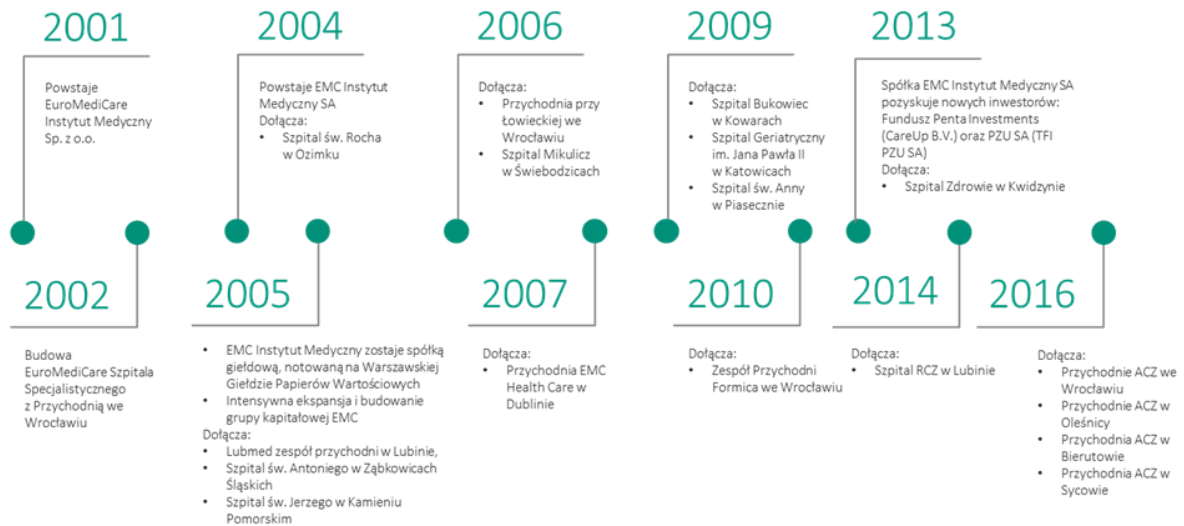 2001
Powstaje
EuroMediCare
Instytut Medyczny
Sp. z o.o.
2002
Budowa
EuroMediCare Szpitala
Specjalistycznego
z Przychodnią we
Wrocławiu
2004
Powstaje EMC Instytut
Medyczny SA
Dołącza:
• Szpital św. Rocha
w Ozimku
2005
• EMC Instytut Medyczny zostaje spółką
giełdową, notowaną na Warszawskiej
Giełdzie Papierów Wartościowych
• Intensywna ekspansja i budowanie
grupy kapitałowej EMC
Dołącza:
• Lubmed zespół przychodni w Lubinie,
• Szpital św. Antoniego w Ząbkowicach
Śląskich
• Szpital św. Jerzego w Kamieniu
Pomorskim
2006
Dołącza:
• Przychodnia przy
Łowieckiej we
Wrocławiu
• Szpital Mikulicz
w Świebodzicach
2007
Dołącza:
• Przychodnia EMC
Health Care w
Dublinie
2009
Dołącza:
• Szpital Bukowiec
w Kowarach
• Szpital Geriatryczny
im. Jana Pawła II
w Katowicach
• Szpital św. Anny
w Piasecznie
2010
Dołącza:
• Zespół Przychodni
Formica we Wrocławiu
2013
Spółka EMC Instytut Medyczny SA
pozyskuje nowych inwestorów:
Fundusz Penta Investments
(CareUp B.V.) oraz PZU SA (TFI
PZU SA)
Dołącza:
• Szpital Zdrowie w Kwidzynie
2014
Dołącza:
• Szpital RCZ w Lubinie
2016
Dołącza:
• Przychodnie ACZ we
Wrocławiu
• Przychodnie ACZ w
Oleśnicy
• Przychodnia ACZ w
Bierutowie
• Przychodnia ACZ w
Sycowie